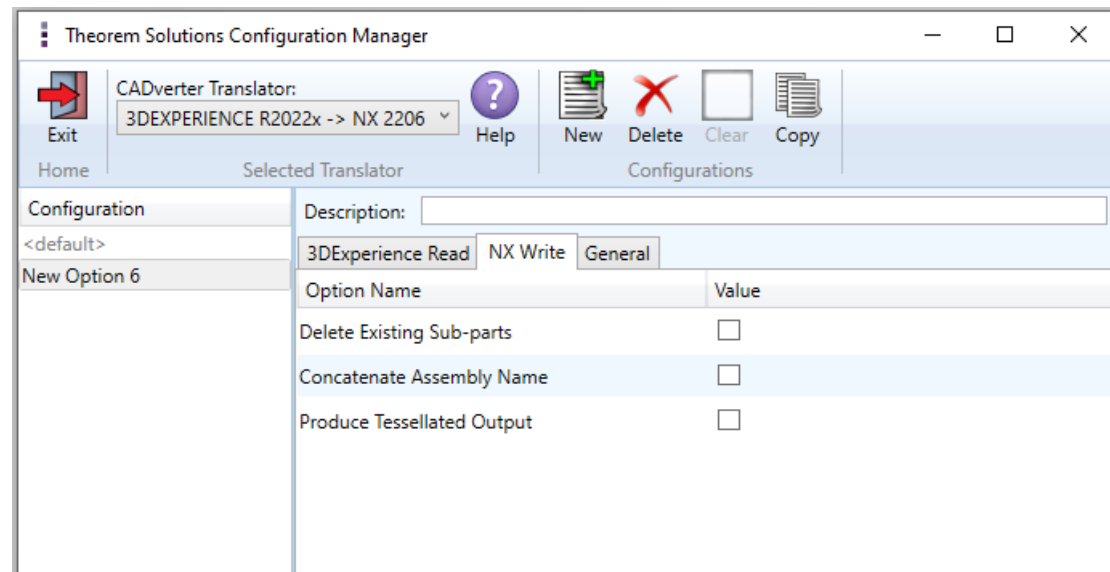 Theorem Solutions Configuration Manager
CADverter Translator:
3DEXPERIENCE R2022x -> NX 2206
Exit
Help
New
Delete
Clear
Copy
Home
Selected Translator
Configurations
Configuration
Description:
<default>
3DExperience Read
NX Write
General
New Option 6
Option Name
Value
Delete Existing Sub-parts
Concatenate Assembly Name
Produce Tessellated Output